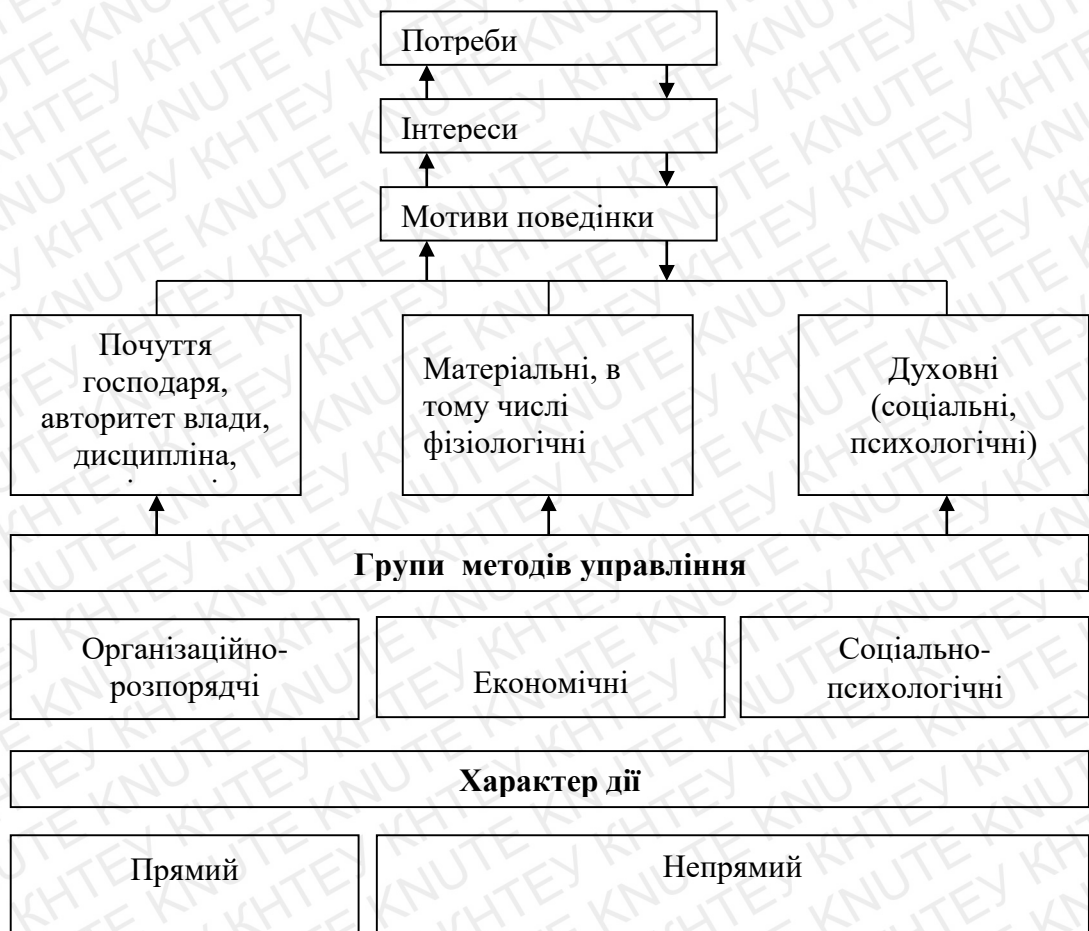 Потреби
Інтереси
Мотиви поведінки
Почуття
господаря,
авторитет влади,
дисципліна,
Матеріальні, в
тому числі
фізіологічні
Духовні
(соціальні,
психологічні)
Групи методів управління
Організаційно-
розпорядчі
Економічні
Соціально-
психологічні
Характер дії
Прямий
Непрямий